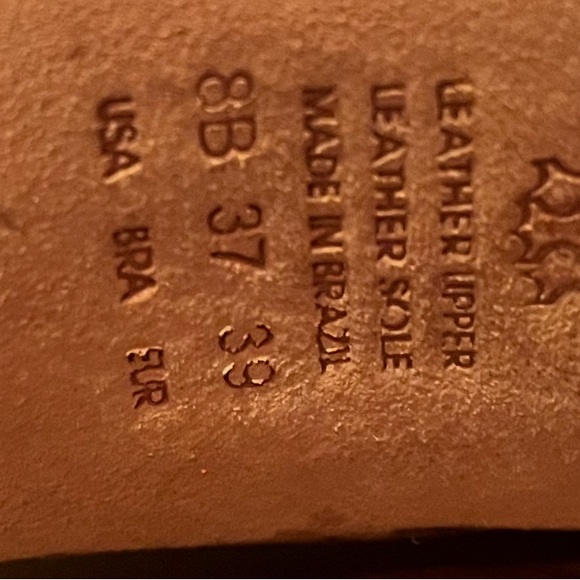 LEATHER UPPER
LEATHER SOLE
MADE IN BRAZIL
8B 37 39
USA BRA EUR